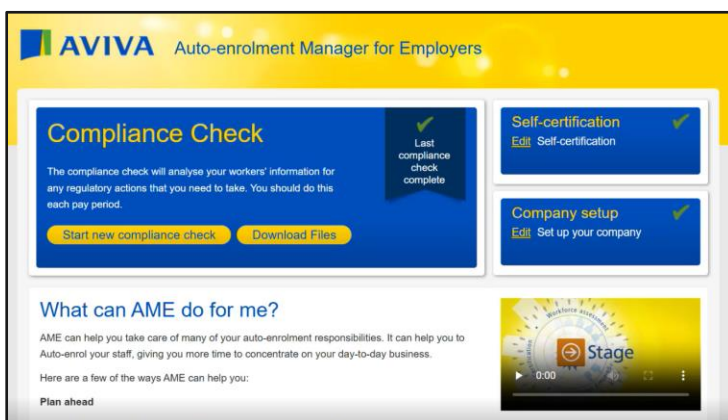 AVIVA Auto-enrolment Manager for Employers
Compliance Check
The compliance check will analyse your workers' information for
any regulatory actions that you need to take. You should do this
each pay period.
Start new compliance check
Download Files
Last
compliance
check
complete
Self-certification
Edit Self-certification
Company setup
Edit Set up your company
What can AME do for me?
AME can help you take care of many of your auto-enrolment responsibilities. It can help you to
Auto-enrol your staff, giving you more time to concentrate on your day-to-day business.
Here are a few of the ways AME can help you:
Plan ahead
Workforce assessment
Stage
0:00